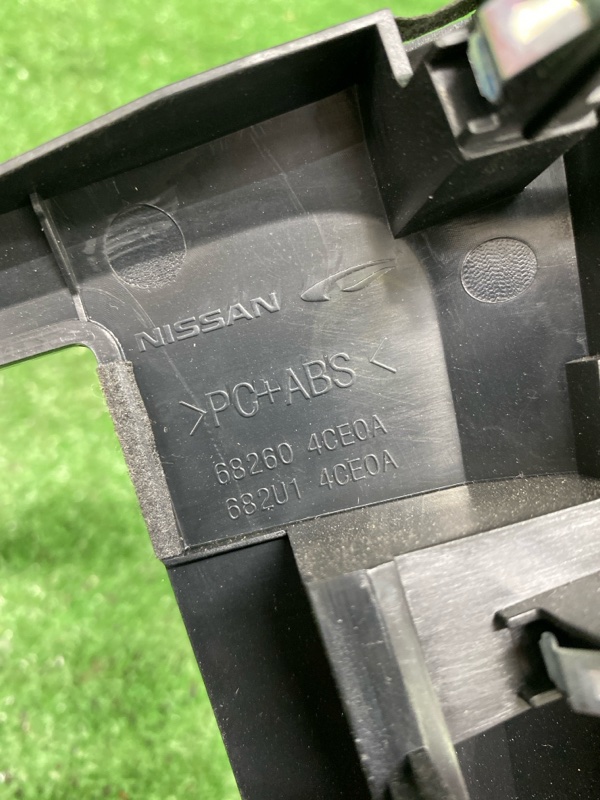 NISSAN
>PC+ABS<
68260 4CE0A
682U1 4CE0A